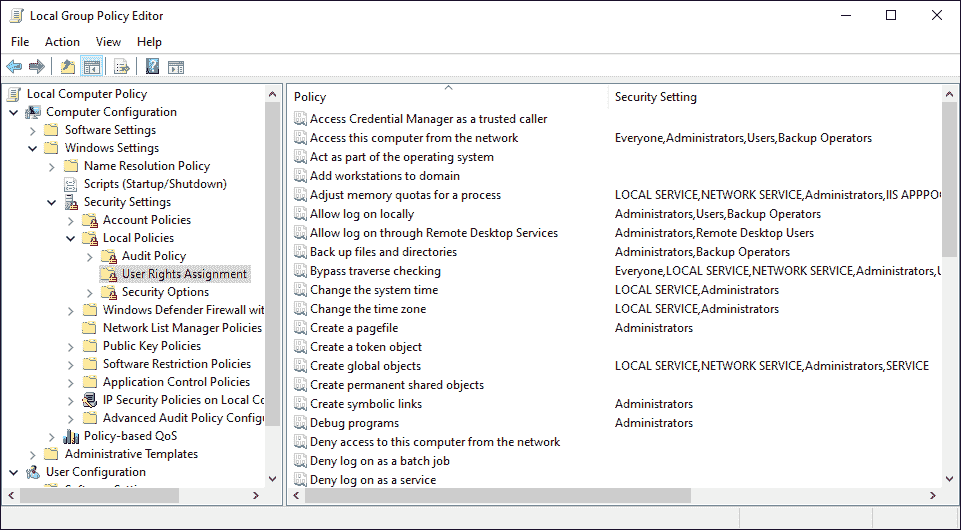 Local Group Policy Editor
File Action View Help
Local Computer Policy
Computer Configuration
Software Settings
Windows Settings
Name Resolution Policy
Scripts (Startup/Shutdown)
Security Settings
Account Policies
Local Policies
Audit Policy
User Rights Assignment
Security Options
Windows Defender Firewall wit
Network List Manager Policies
Public Key Policies
Software Restriction Policies
Application Control Policies
IP Security Policies on Local Co
Advanced Audit Policy Config
Policy-based QoS
Administrative Templates
User Configuration
Policy Security Setting
Access Credential Manager as a trusted caller
Access this computer from the network Everyone,Administrators,Users,Backup Operators
Act as part of the operating system
Add workstations to domain
Adjust memory quotas for a process LOCAL SERVICE,NETWORK SERVICE,Administrators,IIS APPPO
Allow log on locally Administrators,Users,Backup Operators
Allow log on through Remote Desktop Services Administrators,Remote Desktop Users
Back up files and directories Administrators,Backup Operators
Bypass traverse checking Everyone,LOCAL SERVICE,NETWORK SERVICE,Administrators,U
Change the system time LOCAL SERVICE,Administrators
Change the time zone LOCAL SERVICE,Administrators
Create a pagefile Administrators
Create a token object
Create global objects LOCAL SERVICE,NETWORK SERVICE,Administrators,SERVICE
Create permanent shared objects
Create symbolic links Administrators
Debug programs Administrators
Deny access to this computer from the network
Deny log on as a batch job
Deny log on as a service